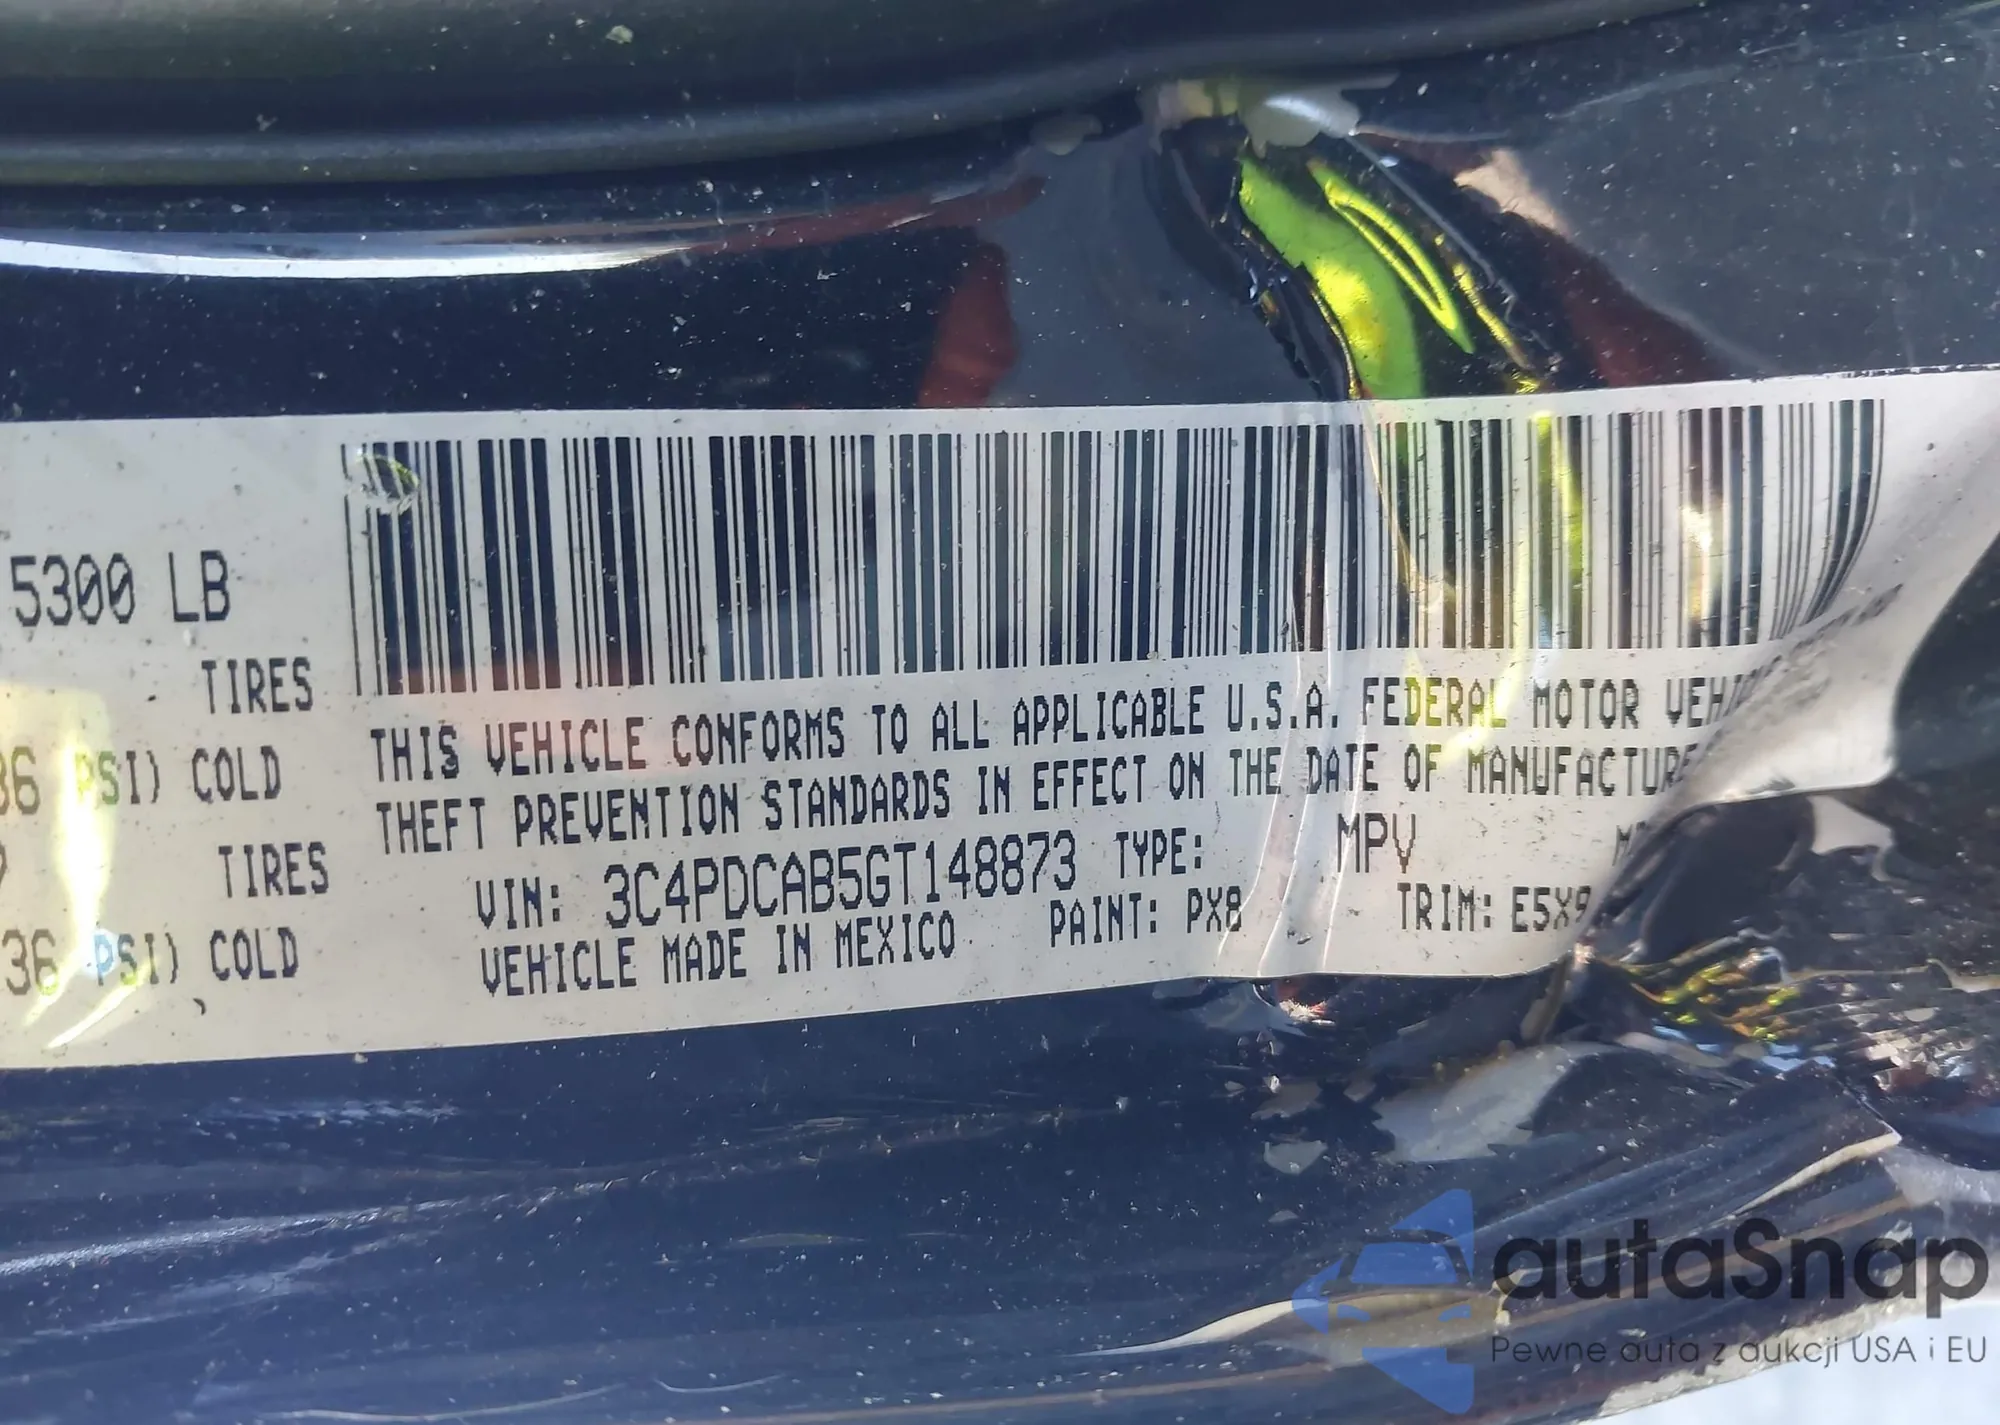 5300 LB
TIRES
36 PSI) COLD
TIRES
36 PSI) COLD
THIS VEHICLE CONFORMS TO ALL APPLICABLE U.S.A. FEDERAL MOTOR
THEFT PREVENTION STANDARDS IN EFFECT ON THE DATE OF
VIN: 3C4PDCAB5GT148873 TYPE: MPV
VEHICLE MADE IN MEXICO PAINT: PX8 TRIM: E5X9
autaSnap
Pewne auta z aukcji USA i EU